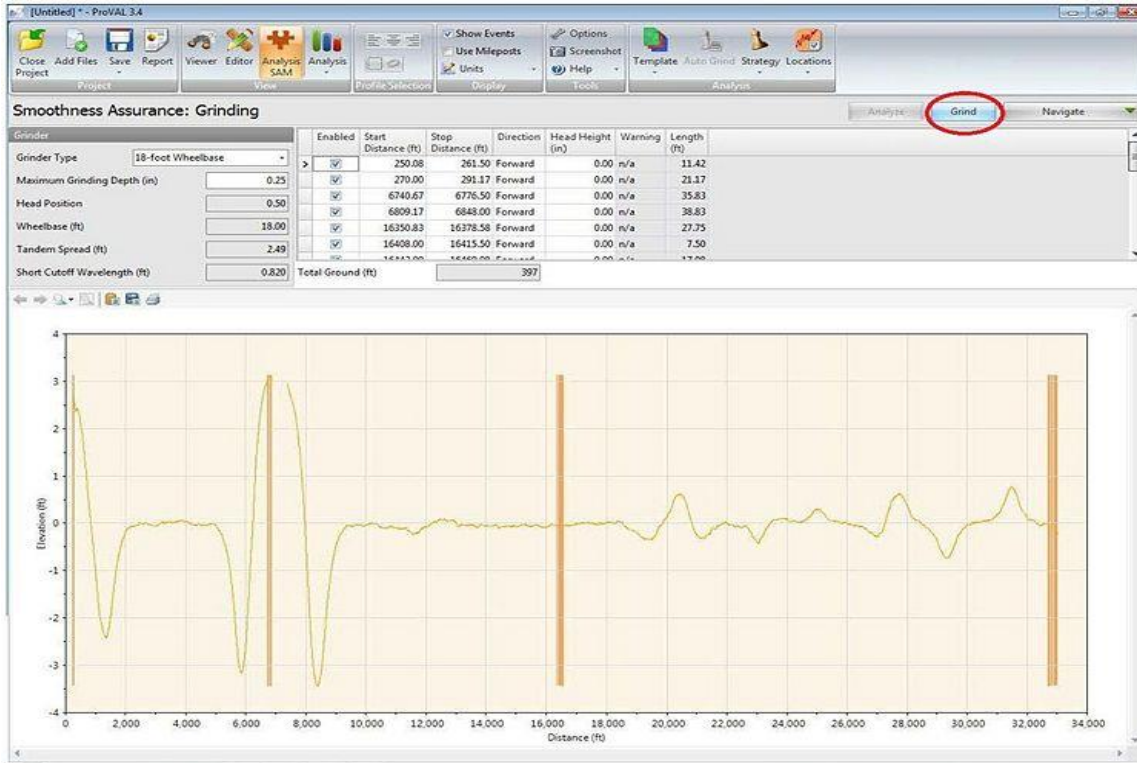 [Untitled] * - ProVAL 3.4
Close Project Add Files Save Report Viewer Editor Analysis SAM Analysis
Show Events
Use Mileposts
Units
Options
Screenshot
Help
Template Auto Grind Strategy Locations
Project View Profile Selection Display Tools Analysis
Smoothness Assurance: Grinding
Analyze Grind Navigate
Grinder
Grinder Type 18-foot Wheelbase
Maximum Grinding Depth (in) 0.25
Head Position 0.50
Wheelbase (ft) 18.00
Tandem Spread (ft) 2.49
Short Cutoff Wavelength (ft) 0.820
Enabled Start Distance (ft) Stop Distance (ft) Direction Head Height (in) Warning Length (ft)
250.08 261.50 Forward 0.00 n/a 11.42
270.00 291.17 Forward 0.00 n/a 21.17
6740.67 6776.50 Forward 0.00 n/a 35.83
6809.17 6848.00 Forward 0.00 n/a 38.83
16350.83 16378.58 Forward 0.00 n/a 27.75
16408.00 16415.50 Forward 0.00 n/a 7.50
Total Ground (ft) 397
4
3
2
1
0
-1
-2
-3
-4
Elevation (ft)
0 2,000 4,000 6,000 8,000 10,000 12,000 14,000 16,000 18,000 20,000 22,000 24,000 26,000 28,000 30,000 32,000 34,000
Distance (ft)